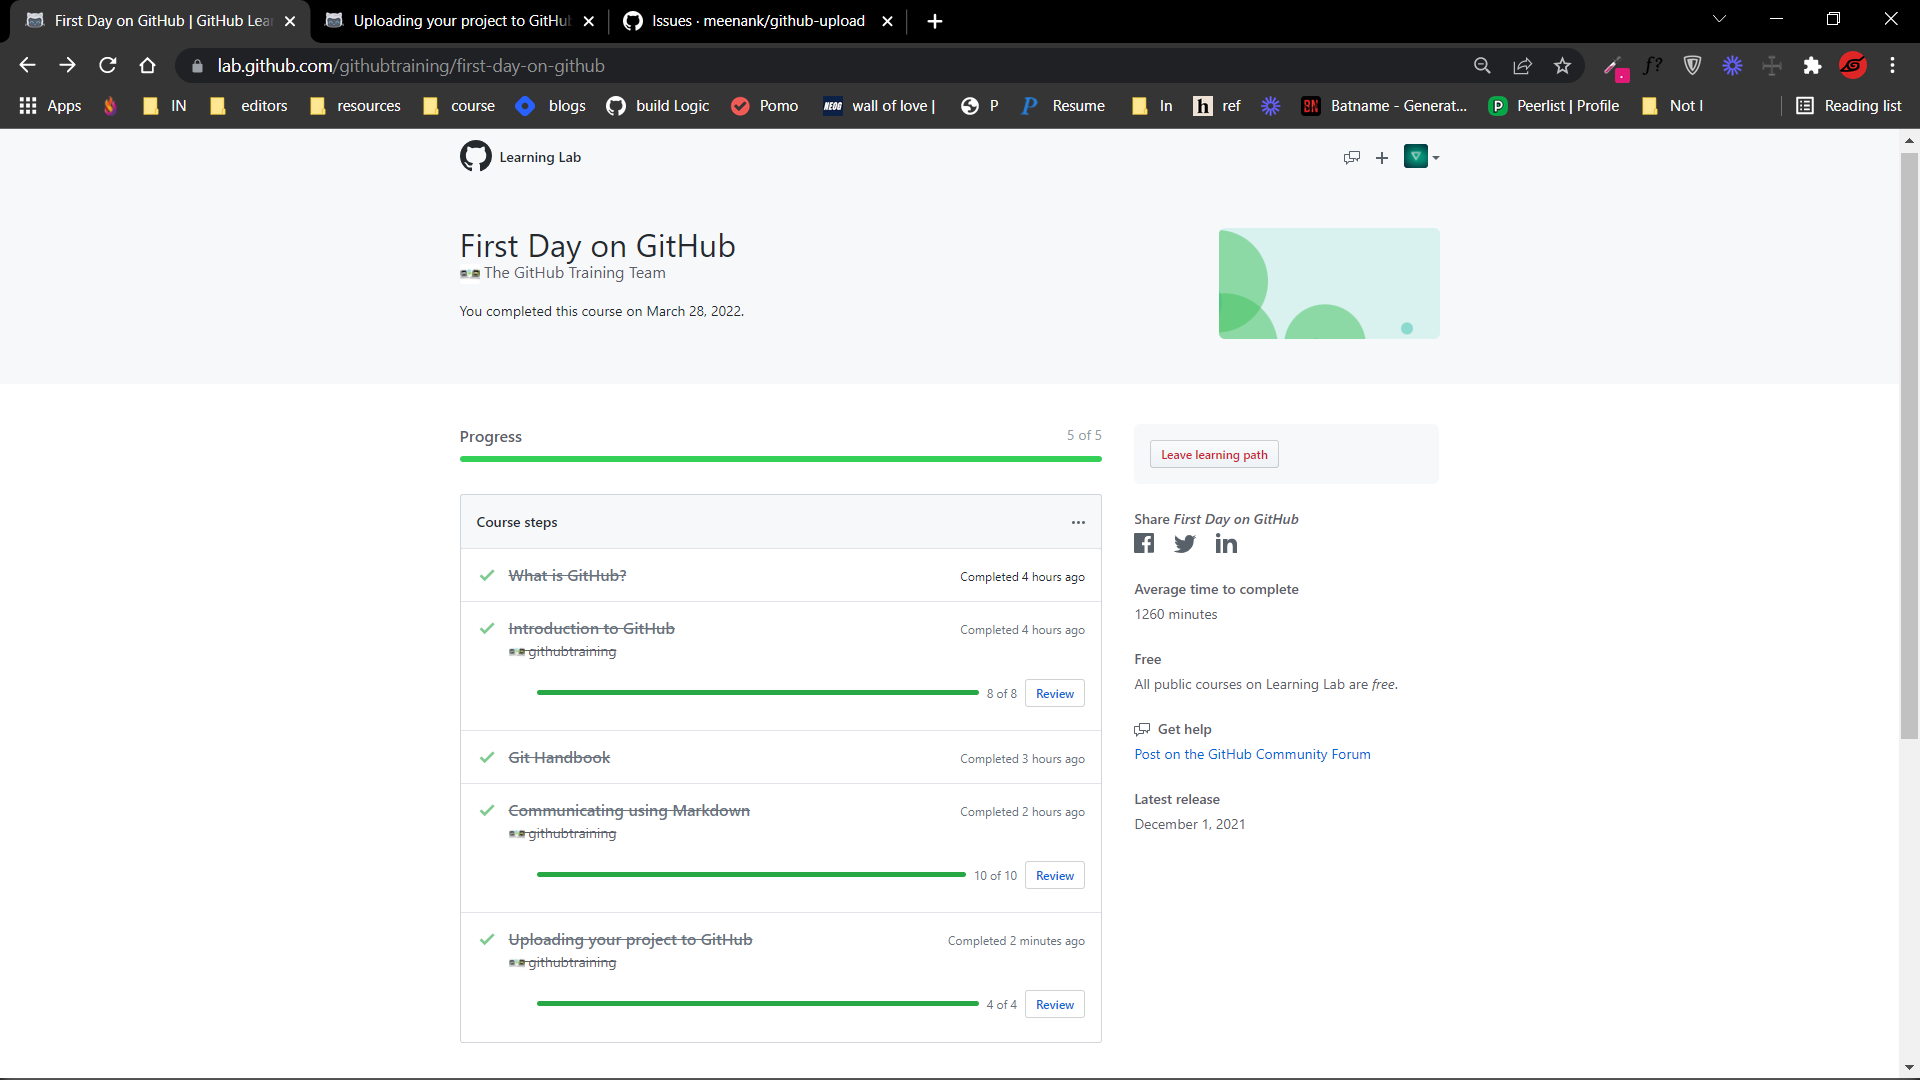 First Day on GitHub | GitHub Lea
Uploading your project to GitHu
Issues · meenank/github-upload
lab.github.com/githubtraining/first-day-on-github
f?
Apps
IN
editors
resources
course
blogs
build Logic
Pomo
NEOG
wall of love |
P
P
Resume
In
h
ref
BN
Batname - Generat...
P
Peerlist | Profile
Not I
Reading list
Learning Lab
First Day on GitHub
The GitHub Training Team
You completed this course on March 28, 2022.
Progress
5 of 5
Course steps
What is GitHub?
Completed 4 hours ago
Introduction to GitHub
Completed 4 hours ago
githubtraining
8 of 8
Review
Git Handbook
Completed 3 hours ago
Communicating using Markdown
Completed 2 hours ago
githubtraining
10 of 10
Review
Uploading your project to GitHub
Completed 2 minutes ago
githubtraining
4 of 4
Review
Leave learning path
Share First Day on GitHub
Average time to complete
1260 minutes
Free
All public courses on Learning Lab are free.
Get help
Post on the GitHub Community Forum
Latest release
December 1, 2021